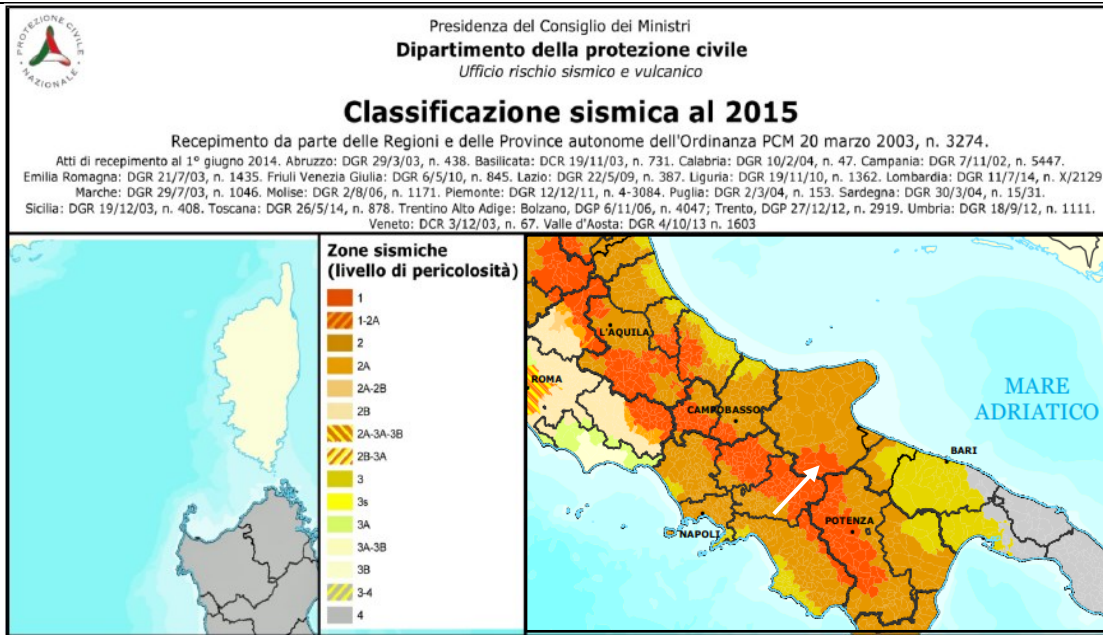 PROTEZIONE CIVILE
NAZIONALE
Presidenza del Consiglio dei Ministri
Dipartimento della protezione civile
Ufficio rischio sismico e vulcanico
Classificazione sismica al 2015
Recepimento da parte delle Regioni e delle Province autonome dell'Ordinanza PCM 20 marzo 2003, n. 3274.
Atti di recepimento al 1° giugno 2014. Abruzzo: DGR 29/3/03, n. 438. Basilicata: DCR 19/11/03, n. 731. Calabria: DGR 10/2/04, n. 47. Campania: DGR 7/11/02, n. 5447.
Emilia Romagna: DGR 21/7/03, n. 1435. Friuli Venezia Giulia: DGR 6/5/10, n. 845. Lazio: DGR 22/5/09, n. 387. Liguria: DGR 19/11/10, n. 1362. Lombardia: DGR 11/7/14, n. X/2129
Marche: DGR 29/7/03, n. 1046. Molise: DGR 2/8/06, n. 1171. Piemonte: DGR 12/12/11, n. 4-3084. Puglia: DGR 2/3/04, n. 153. Sardegna: DGR 30/3/04, n. 15/31.
Sicilia: DGR 19/12/03, n. 408. Toscana: DGR 26/5/14, n. 878. Trentino Alto Adige: Bolzano, DGP 6/11/06, n. 4047; Trento, DGP 27/12/12, n. 2919. Umbria: DGR 18/9/12, n. 1111.
Veneto: DCR 3/12/03, n. 67. Valle d'Aosta: DGR 4/10/13 n. 1603
Zone sismiche
(livello di pericolosità)
1
1-2A
2
2A
2A-2B
2B
2A-3A-3B
2B-3A
3
3s
3A
3A-3B
3B
3-4
4
L'AQUILA
ROMA
CAMPOBASSO
MARE
ADRIATICO
BARI
NAPOLI
POTENZA